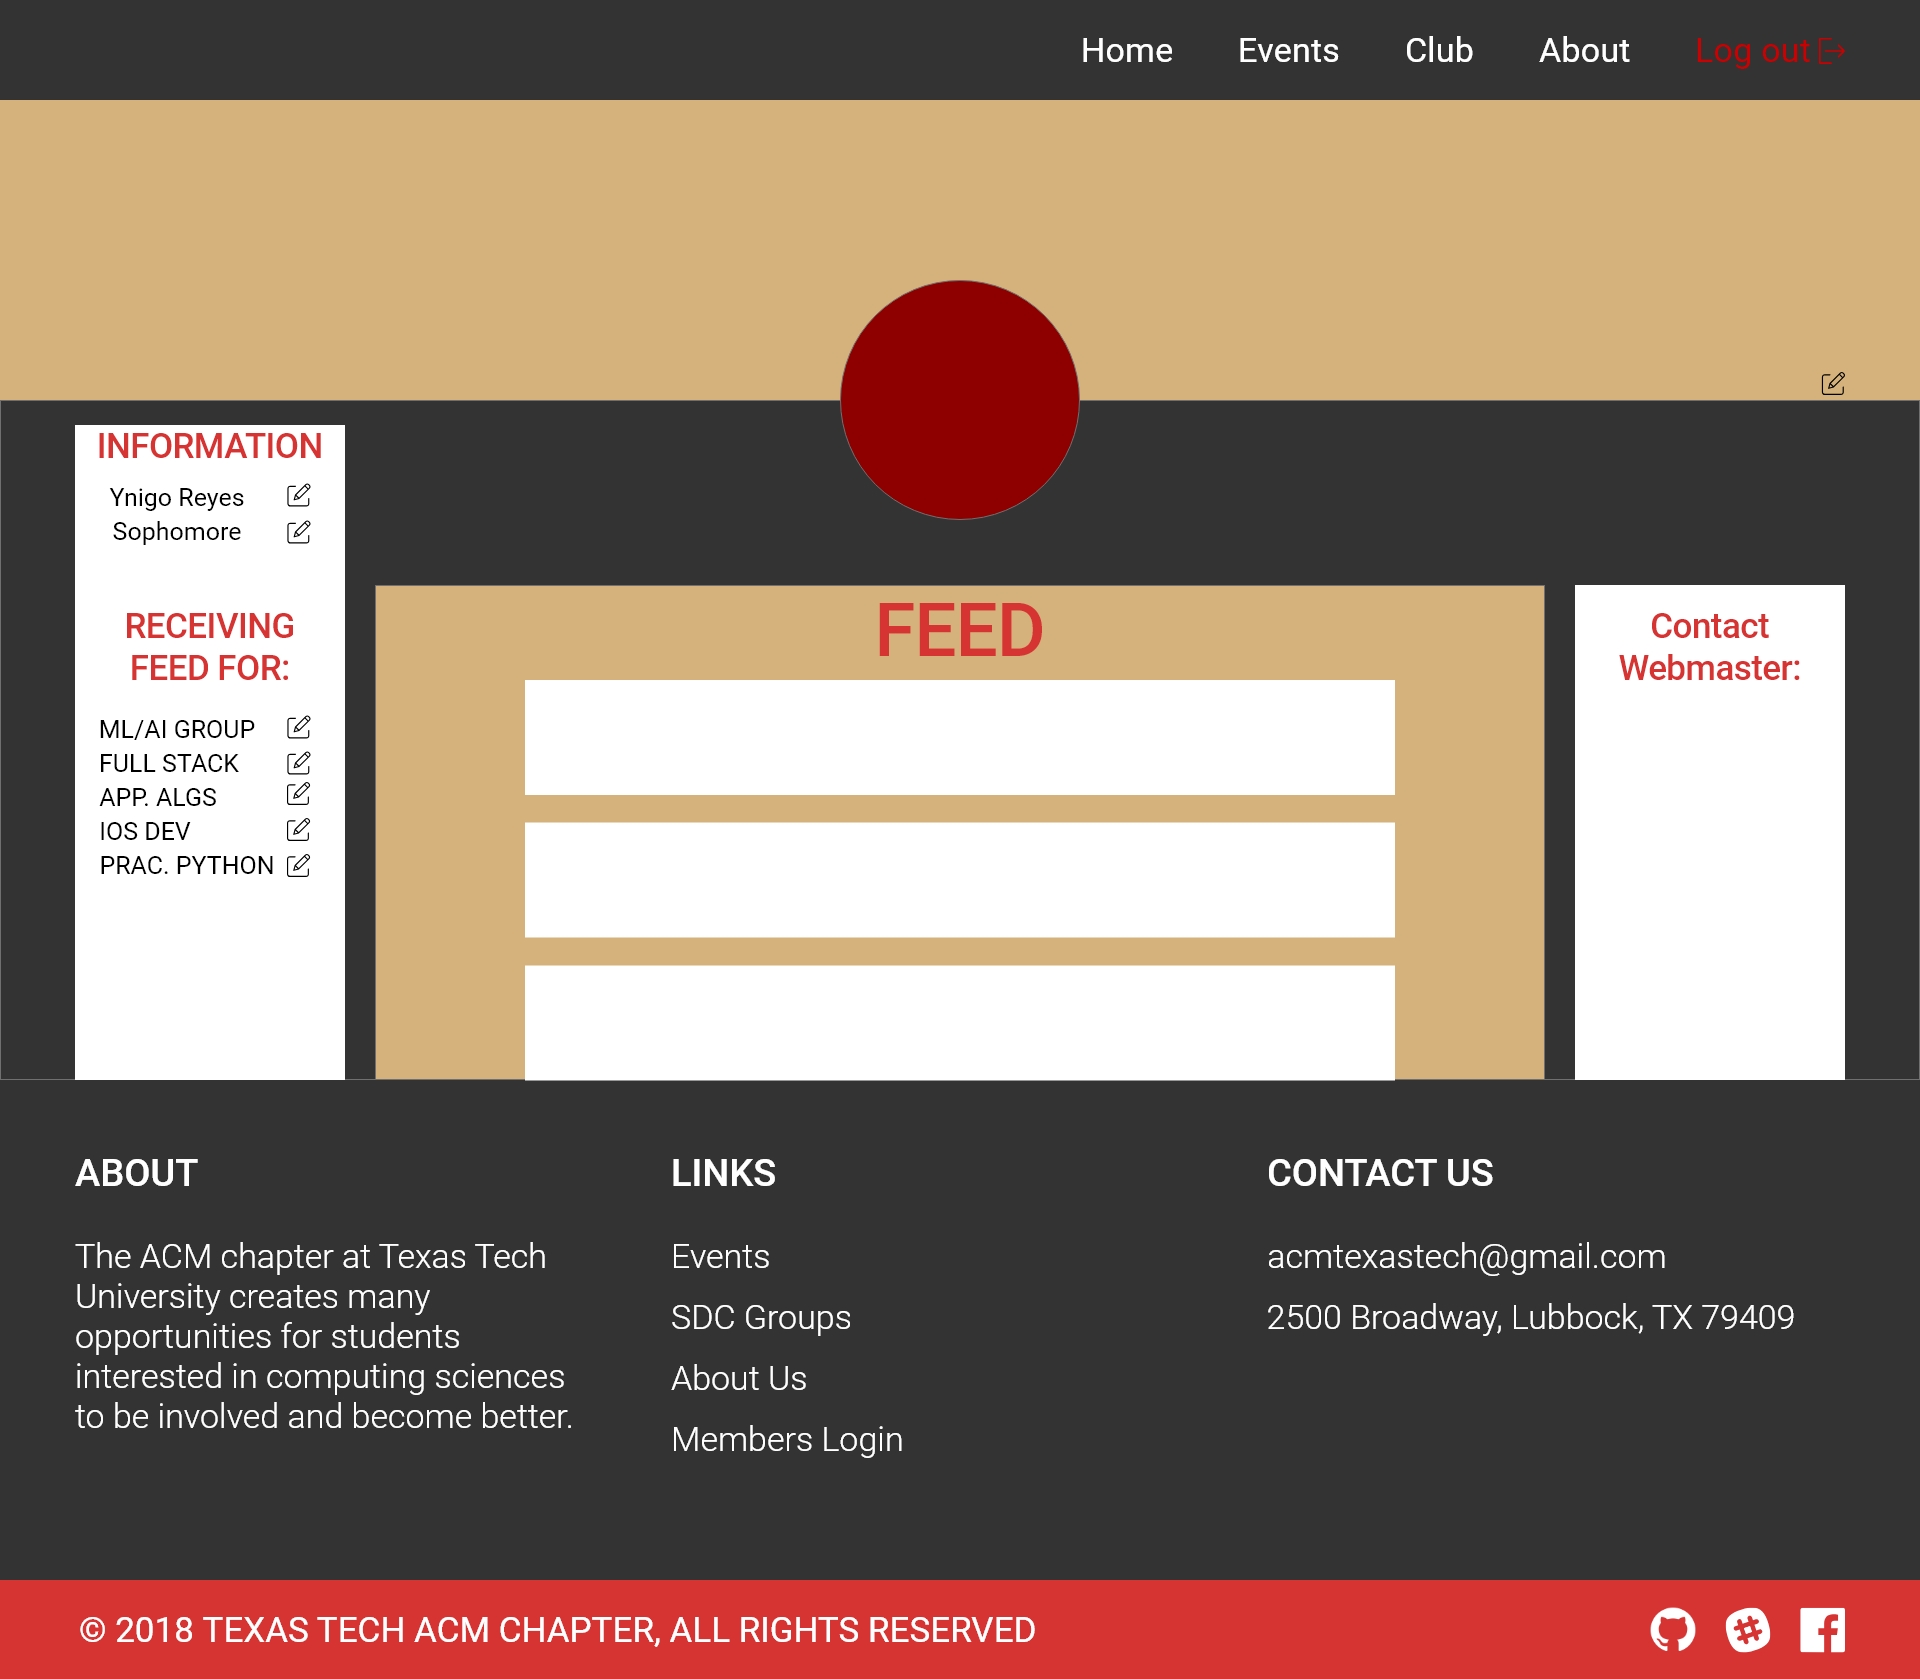 Home Events Club About Log out
INFORMATION
Ynigo Reyes
Sophomore
RECEIVING
FEED FOR:
ML/AI GROUP
FULL STACK
APP. ALGS
IOS DEV
PRAC. PYTHON
FEED
Contact
Webmaster:
ABOUT
The ACM chapter at Texas Tech
University creates many
opportunities for students
interested in computing sciences
to be involved and become better.
LINKS
Events
SDC Groups
About Us
Members Login
CONTACT US
acmtexastech@gmail.com
2500 Broadway, Lubbock, TX 79409
© 2018 TEXAS TECH ACM CHAPTER, ALL RIGHTS RESERVED